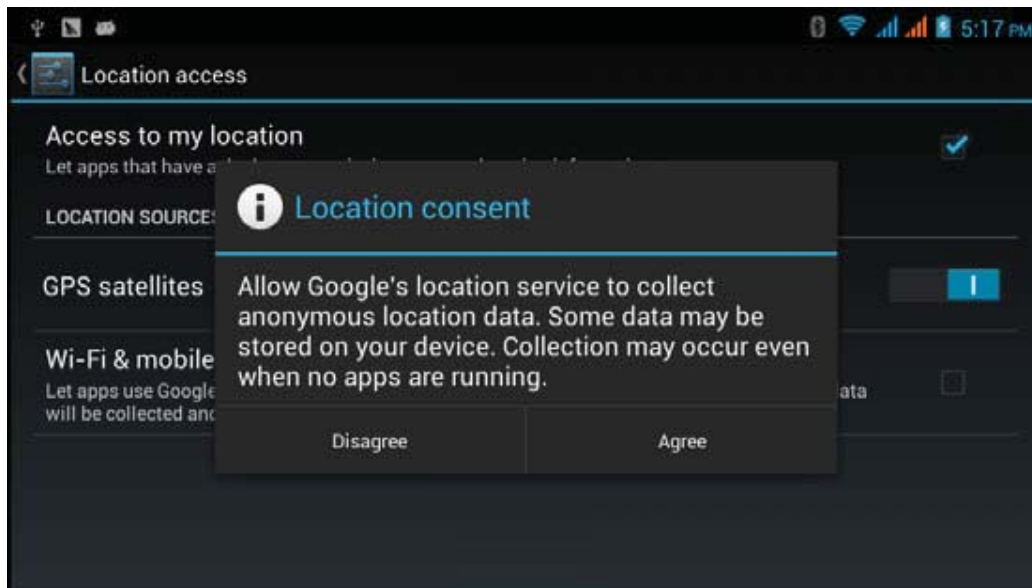 5:17 PM
Location access
Access to my location
Let apps that have a
LOCATION SOURCES
Location consent
GPS satellites
Allow Google's location service to collect
anonymous location data. Some data may be
stored on your device. Collection may occur even
when no apps are running.
Wi-Fi & mobile
Let apps use Google
ata
will be collected and
Disagree
Agree